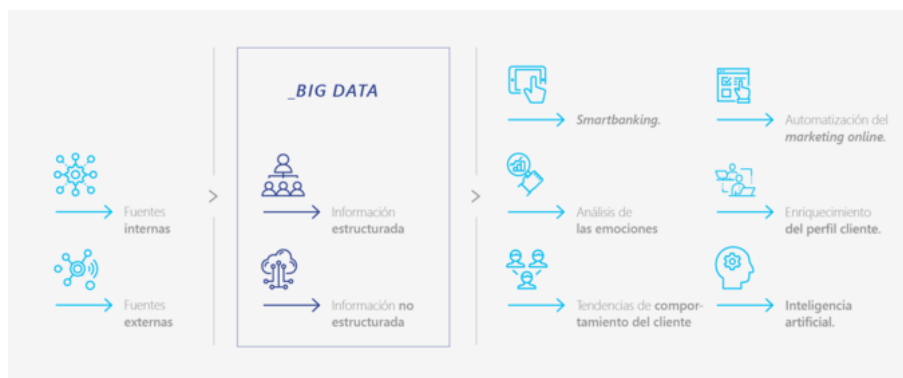 _BIG DATA
Fuentes
internas
Fuentes
externas
Información
estructurada
Información no
estructurada
Smartbanking.
Análisis de
las emociones
Tendencias de compor-
tamiento del cliente
Automatización del
marketing online.
Enriquecimiento
del perfil cliente.
Inteligencia
artificial.